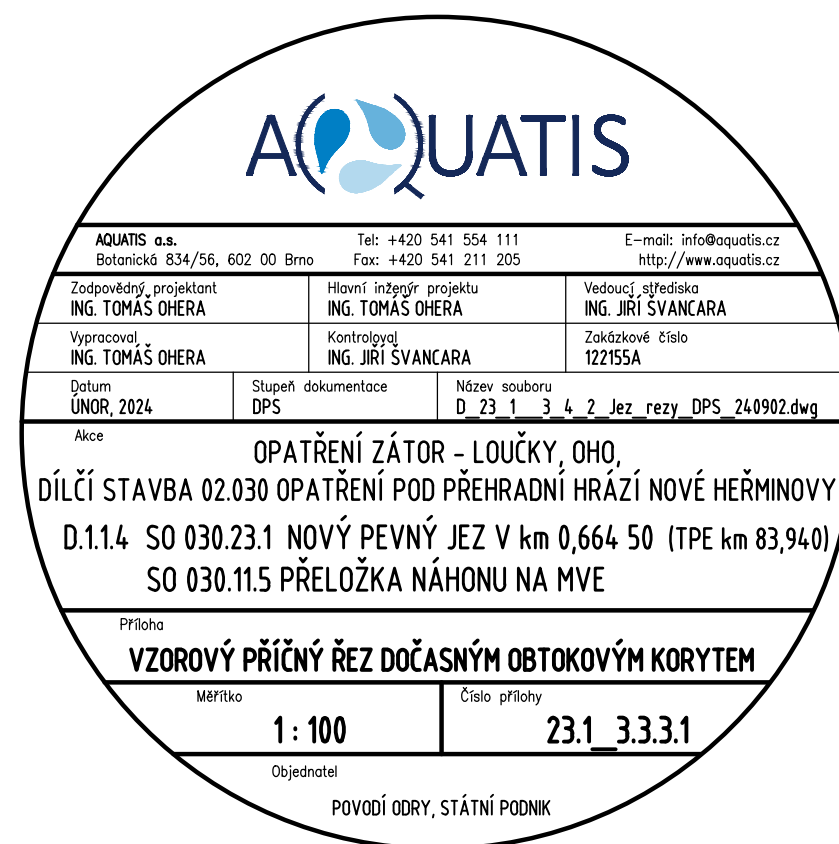 AQUATIS
AQUATIS a.s. Tel: +420 541 554 111 E-mail: info@aquatis.cz
Botanická 834/56, 602 00 Brno Fax: +420 541 211 205 http://www.aquatis.cz
Zodpovědný projektant Hlavní inženýr projektu Vedoucí střediska
ING. TOMÁŠ OHERA ING. TOMÁŠ OHERA ING. JIŘÍ ŠVANCARA
Vypracoval Kontroloval Zakázkové číslo
ING. TOMÁŠ OHERA ING. JIŘÍ ŠVANCARA 122155A
Datum Stupeň dokumentace Název souboru
ÚNOR, 2024 DPS D_23_1__3_4_2_Jez_rezy_DPS_240902.dwg
Akce
OPATŘENÍ ZÁTOR - LOUČKY, OHO,
DÍLČÍ STAVBA 02.030 OPATŘENÍ POD PŘEHRADNÍ HRÁZÍ NOVÉ HEŘMINOVY
D.1.1.4 SO 030.23.1 NOVÝ PEVNÝ JEZ V km 0,664 50 (TPE km 83,940)
SO 030.11.5 PŘELOŽKA NÁHONU NA MVE
Příloha
VZOROVÝ PŘÍČNÝ ŘEZ DOČASNÝM OBTOKOVÝM KORYTEM
Měřítko Číslo přílohy
1 : 100 23.1_3.3.3.1
Objednatel
POVODÍ ODRY, STÁTNÍ PODNIK